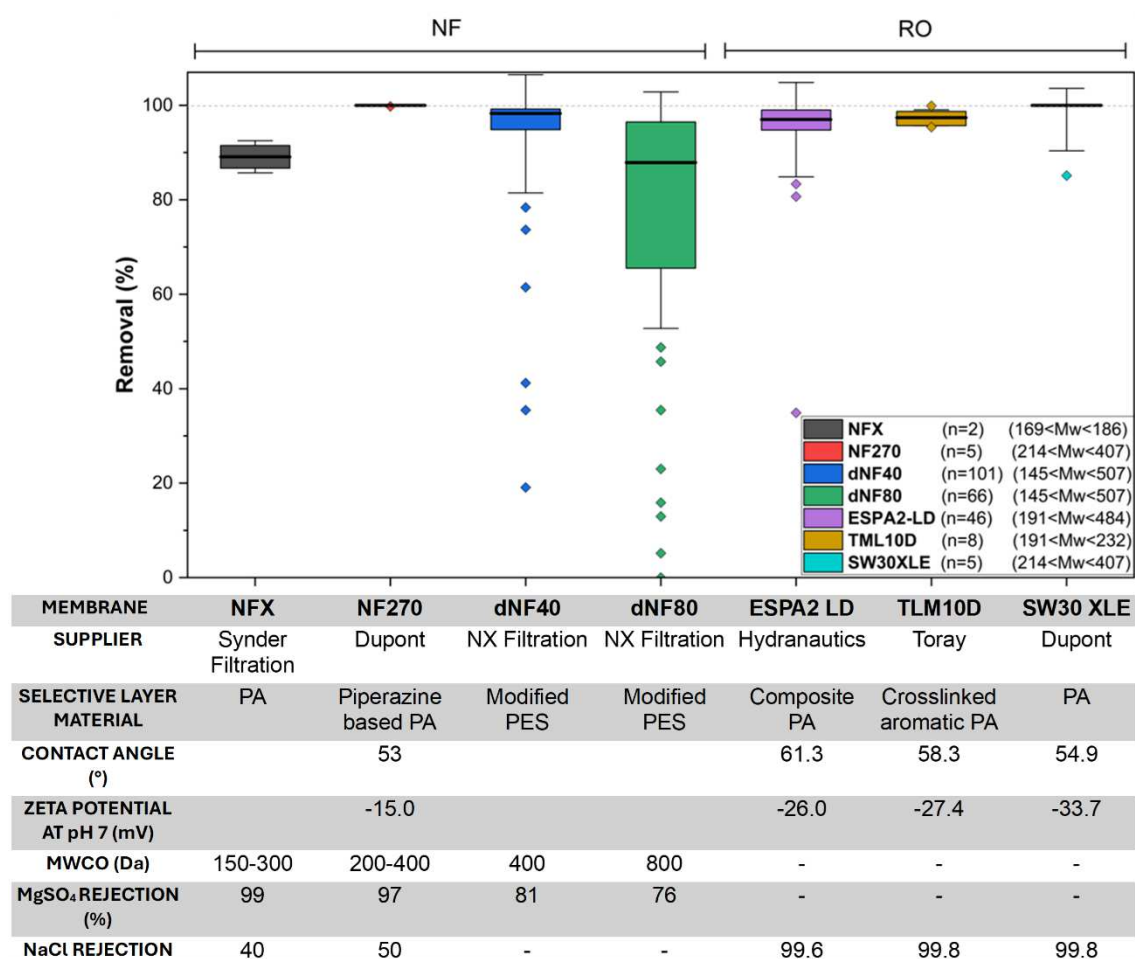 NF RO
Removal (%)
100
80
60
40
20
0
NFX (n=2) (169<Mw<186)
NF270 (n=5) (214<Mw<407)
dNF40 (n=101) (145<Mw<507)
dNF80 (n=66) (145<Mw<507)
ESPA2-LD (n=46) (191<Mw<484)
TML10D (n=8) (191<Mw<232)
SW30XLE (n=5) (214<Mw<407)
MEMBRANE NFX NF270 dNF40 dNF80 ESPA2 LD TLM10D SW30 XLE
SUPPLIER Synder Dupont NX Filtration NX Filtration Hydranautics Toray Dupont
Filtration
SELECTIVE LAYER PA Piperazine Modified Modified Composite Crosslinked PA
MATERIAL based PA PES PES PA aromatic PA
CONTACT ANGLE 53 61.3 58.3 54.9
(°)
ZETA POTENTIAL -15.0 -26.0 -27.4 -33.7
AT pH 7 (mV)
MWCO (Da) 150-300 200-400 400 800 - - -
MgSO₄ REJECTION 99 97 81 76 - - -
(%)
NaCl REJECTION 40 50 - - 99.6 99.8 99.8